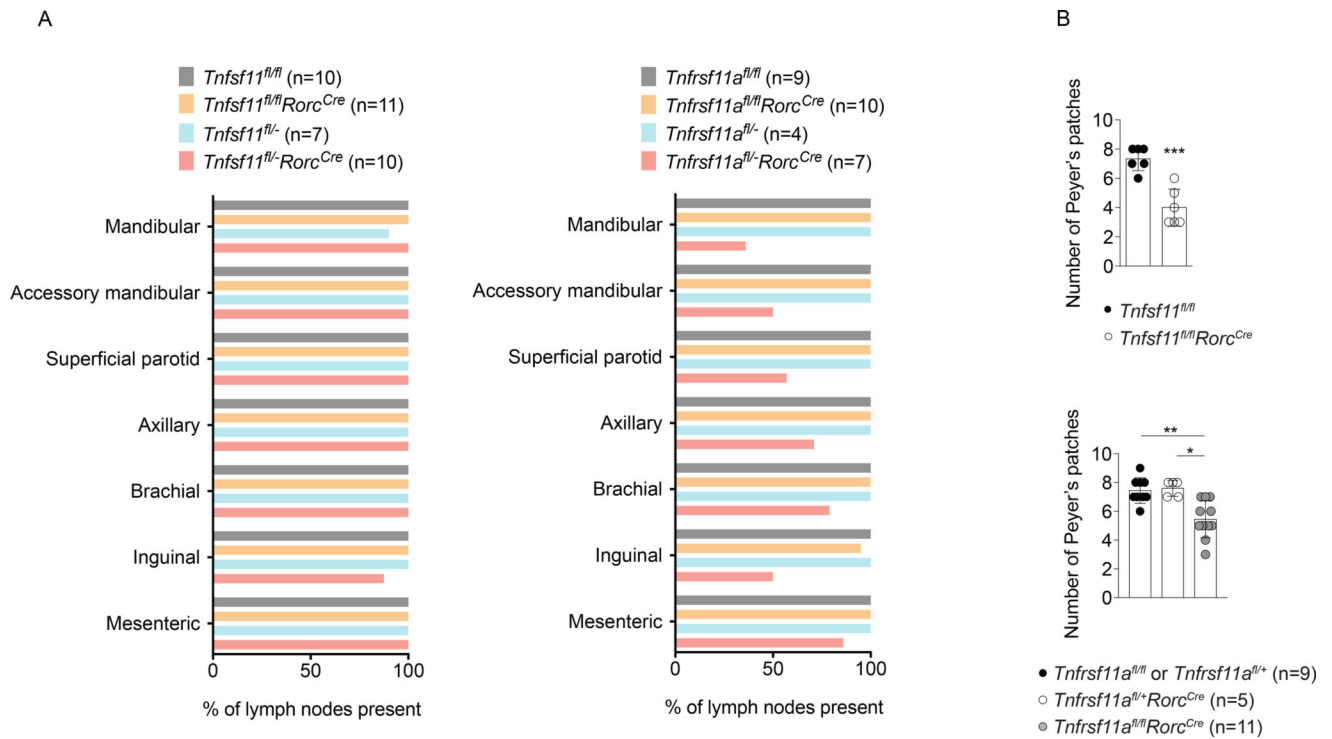 A
Tnfsf11fl/fl (n=10)
Tnfsf11fl/flRorcCre (n=11)
Tnfsf11fl/- (n=7)
Tnfsf11fl/-RorcCre (n=10)
Mandibular
Accessory mandibular
Superficial parotid
Axillary
Brachial
Inguinal
Mesenteric
0 50 100
% of lymph nodes present
Tnfrsf11afl/fl (n=9)
Tnfrsf11afl/flRorcCre (n=10)
Tnfrsf11afl/- (n=4)
Tnfrsf11afl/-RorcCre (n=7)
Mandibular
Accessory mandibular
Superficial parotid
Axillary
Brachial
Inguinal
Mesenteric
0 50 100
% of lymph nodes present
B
Number of Peyer's patches
10
8
6
4
2
0
***
Tnfsf11fl/fl
Tnfsf11fl/flRorcCre
Number of Peyer's patches
10
8
6
4
2
0
**
*
Tnfrsf11afl/fl or Tnfrsf11afl/+ (n=9)
Tnfrsf11afl/+RorcCre (n=5)
Tnfrsf11afl/flRorcCre (n=11)